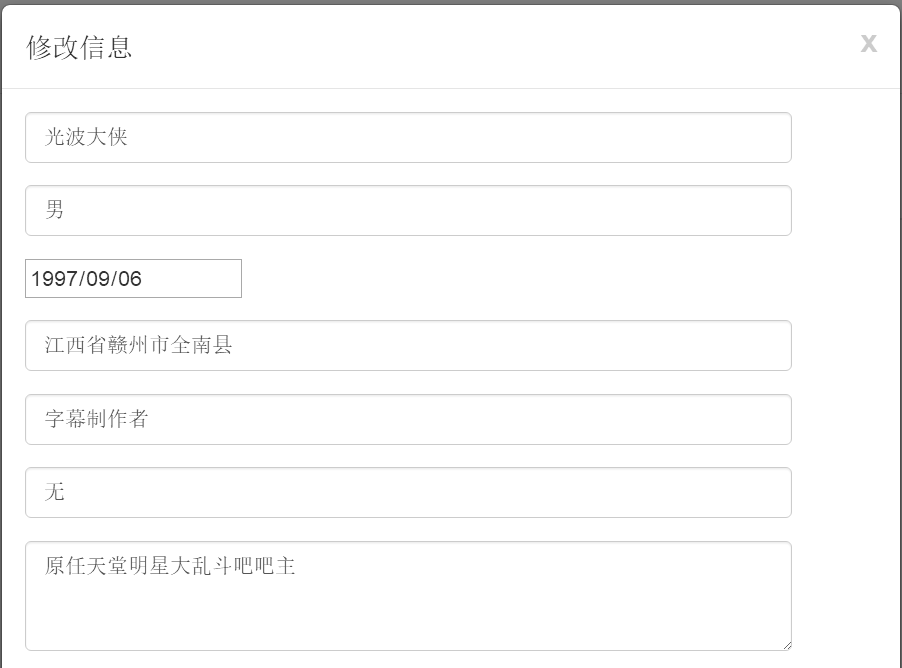 修改信息
x
光波大侠
男
1997/09/06
江西省赣州市全南县
字幕制作者
无
原任天堂明星大乱斗吧吧主